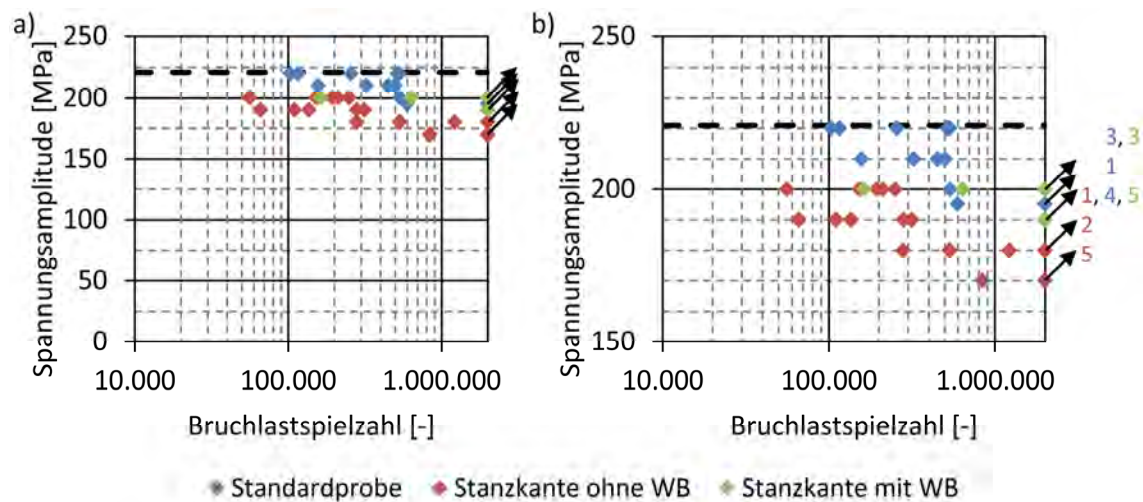 a)
Spannungsamplitude [MPa]
250
200
150
100
50
0
10.000 100.000 1.000.000
Bruchlastspielzahl [-]
b)
Spannungsamplitude [MPa]
250
200
150
10.000 100.000 1.000.000
Bruchlastspielzahl [-]
3, 3
1
1, 4, 5
2
5
Standardprobe Stanzkante ohne WB Stanzkante mit WB